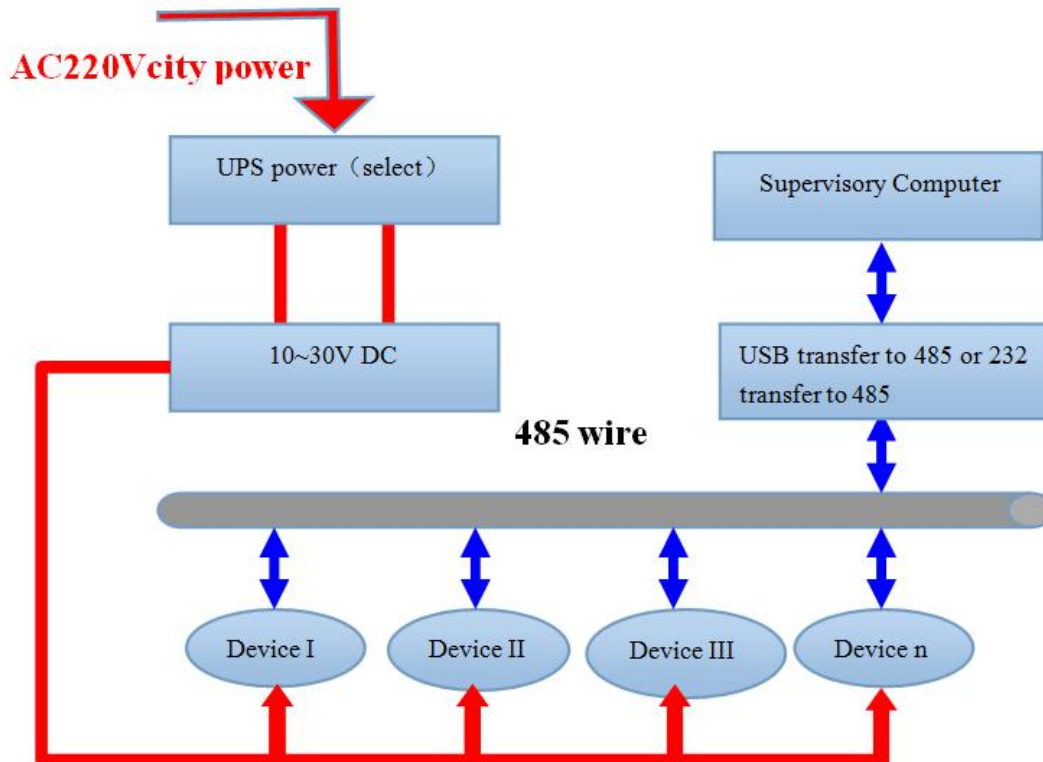 AC220Vcity power
UPS power（select）
Supervisory Computer
10~30V DC
USB transfer to 485 or 232
transfer to 485
485 wire
Device I
Device II
Device III
Device n